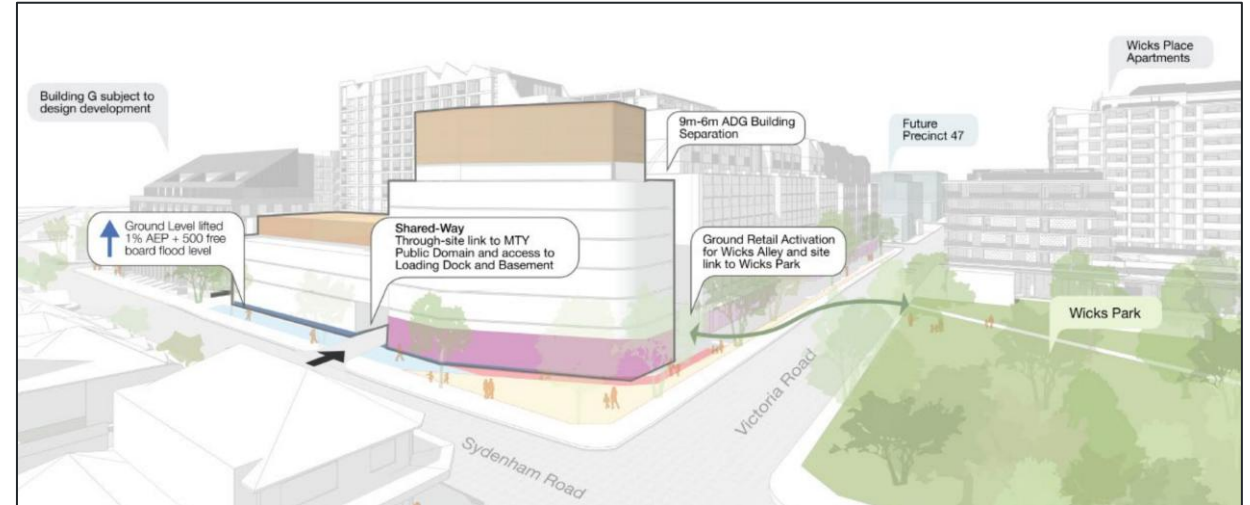 Wicks Place
Apartments
Building G subject to
design development
9m-6m ADG Building
Separation
Future
Precinct 47
Ground Level lifted
1% AEP + 500 free
board flood level
Shared-Way
Through-site link to MTY
Public Domain and access to
Loading Dock and Basement
Ground Retail Activation
for Wicks Alley and site
link to Wicks Park
Wicks Park
Victoria Road
Sydenham Road